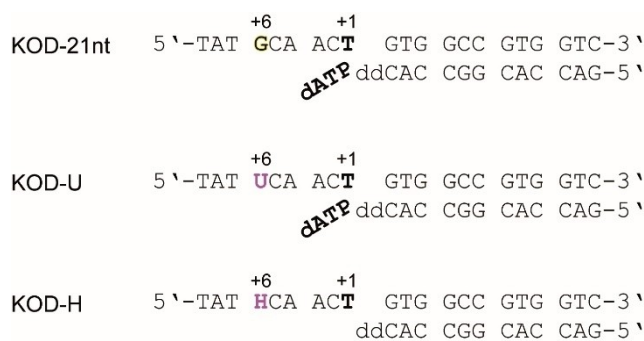 +6 +1
KOD-21nt 5‘-TAT GCA ACT GTG GCC GTG GTC-3‘
dATP ddCAC CGG CAC CAG-5‘
+6 +1
KOD-U 5‘-TAT UCA ACT GTG GCC GTG GTC-3‘
dATP ddCAC CGG CAC CAG-5‘
+6 +1
KOD-H 5‘-TAT HCA ACT GTG GCC GTG GTC-3‘
ddCAC CGG CAC CAG-5‘